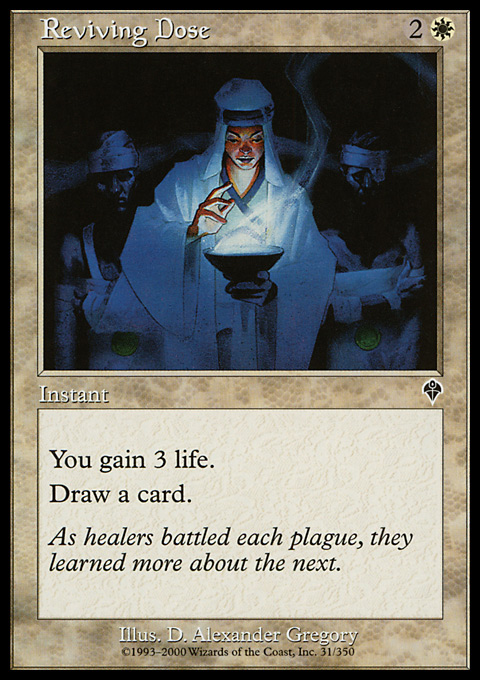 Reviving Dose 2
Instant
You gain 3 life.
Draw a card.
As healers battled each plague, they
learned more about the next.
Illus. D. Alexander Gregory
©1993–2000 Wizards of the Coast, Inc. 31/350